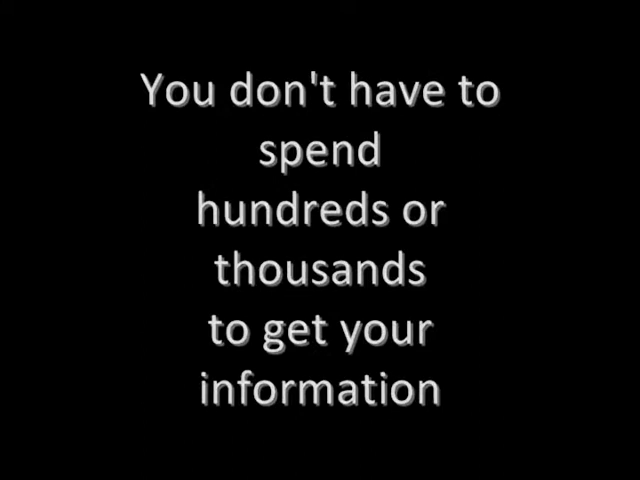 You don't have to
spend
hundreds or
thousands
to get your
information